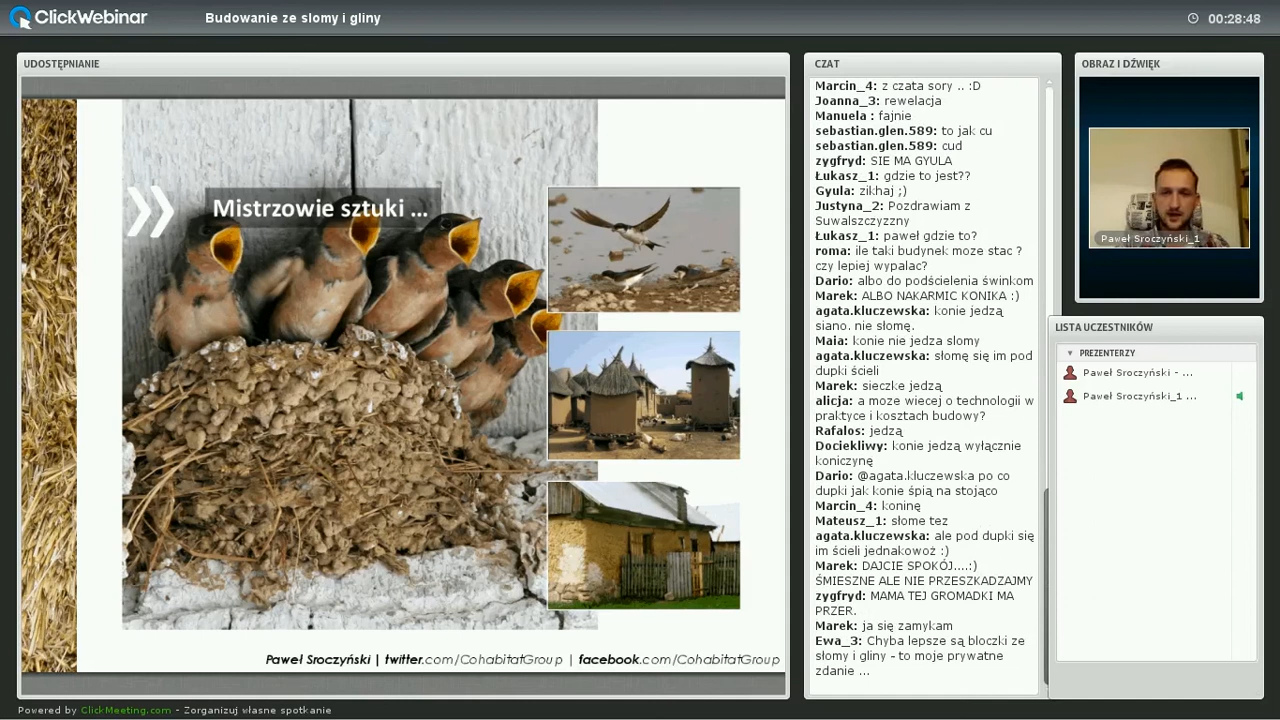 ClickWebinar
Budowanie ze slomy i gliny
00:28:48
UDOSTĘPNIANIE
Mistrzowie sztuki ...
Paweł Sroczyński | twitter.com/CohabitatGroup | facebook.com/CohabitatGroup
CZAT
Marcin_4: z czata sory .. :D
Joanna_3: rewelacja
Manuela : fajnie
sebastian.glen.589: to jak cu
sebastian.glen.589: cud
zygfryd: SIE MA GYULA
Łukasz_1: gdzie to jest??
Gyula: zikhaj ;)
Justyna_2: Pozdrawiam z
Suwalszczyzzny
Łukasz_1: paweł gdzie to?
roma: ile taki budynek moze stac ?
czy lepiej wypalac?
Dario: albo do podścielenia świnkom
Marek: ALBO NAKARMIC KONIKA :)
agata.kluczewska: konie jedzą
siano. nie słomę.
Maia: konie nie jedza slomy
agata.kluczewska: słomę się im pod
dupki ścieli
Marek: sieczke jedzą
alicja: a moze wiecej o technologii w
praktyce i kosztach budowy?
Rafalos: jedzą
Dociekliwy: konie jedzą wyłącznie
koniczynę
Dario: @agata.kluczewska po co
dupki jak konie śpią na stojąco
Marcin_4: koninę
Mateusz_1: słome tez
agata.kluczewska: ale pod dupki się
im ścieli jednakowoż :)
Marek: DAJCIE SPOKÓJ....:)
ŚMIESZNE ALE NIE PRZESZKADZAJMY
zygfryd: MAMA TEJ GROMADKI MA
PRZER.
Marek: ja się zamykam
Ewa_3: Chyba lepsze są bloczki ze
słomy i gliny - to moje prywatne
zdanie ...
OBRAZ I DŹWIĘK
Paweł Sroczyński_1
LISTA UCZESTNIKÓW
PREZENTERZY
Paweł Sroczyński - ...
Paweł Sroczyński_1 ...
Powered by ClickMeeting.com - Zorganizuj własne spotkanie